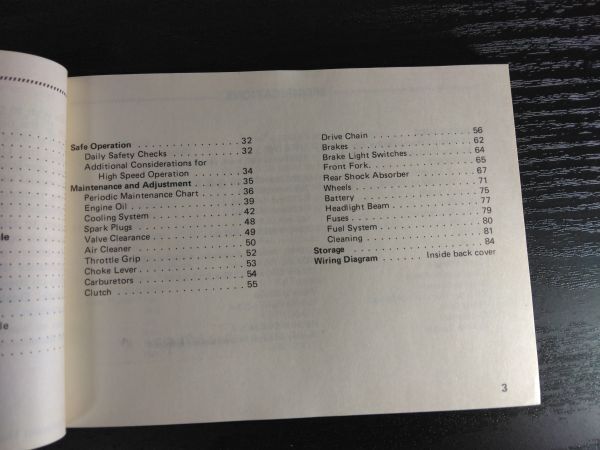 Safe Operation . . . . . . . . . . . . . . 32
Daily Safety Checks . . . . . . . . . . 32
Additional Considerations for
High Speed Operation . . . . . . . 34
Maintenance and Adjustment . . . . . . . 35
Periodic Maintenance Chart . . . . . . 36
Engine Oil . . . . . . . . . . . . . . . . 39
Cooling System . . . . . . . . . . . . . 42
Spark Plugs . . . . . . . . . . . . . . . 48
Valve Clearance . . . . . . . . . . . . . 49
Air Cleaner . . . . . . . . . . . . . . . 50
Throttle Grip . . . . . . . . . . . . . . 52
Choke Lever . . . . . . . . . . . . . . . 53
Carburetors . . . . . . . . . . . . . . . 54
Clutch . . . . . . . . . . . . . . . . . . 55
Drive Chain . . . . . . . . . . . . . . . 56
Brakes . . . . . . . . . . . . . . . . . . 62
Brake Light Switches . . . . . . . . . . 64
Front Fork . . . . . . . . . . . . . . . . 65
Rear Shock Absorber . . . . . . . . . . 67
Wheels . . . . . . . . . . . . . . . . . . 71
Battery . . . . . . . . . . . . . . . . . 75
Headlight Beam . . . . . . . . . . . . . 77
Fuses . . . . . . . . . . . . . . . . . . 79
Fuel System . . . . . . . . . . . . . . . 80
Cleaning . . . . . . . . . . . . . . . . . 81
Storage . . . . . . . . . . . . . . . . . . 84
Wiring Diagram . . . . . . . Inside back cover
3